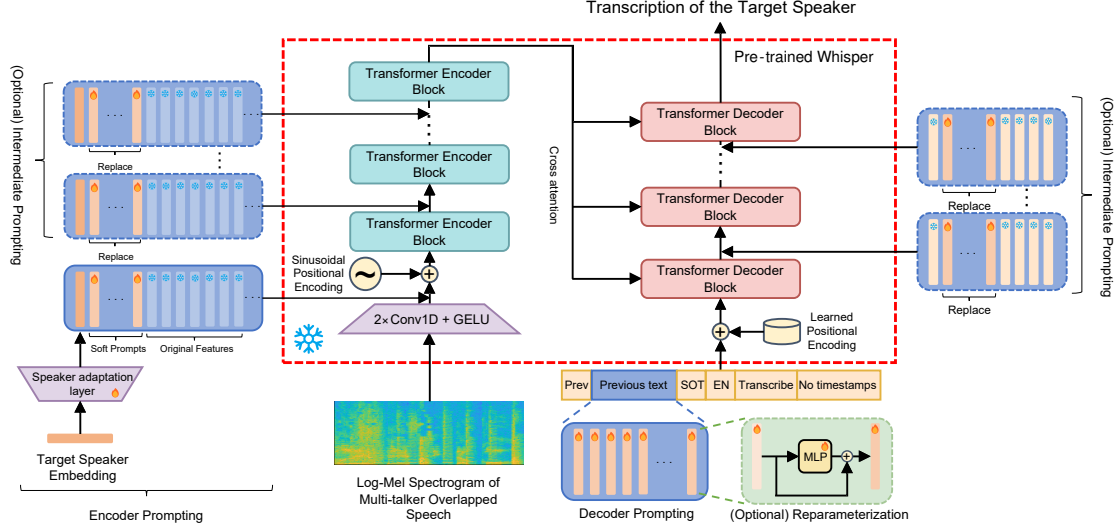 Transcription of the Target Speaker
Pre-trained Whisper
(Optional) Intermediate Prompting
. . .
Replace
. . .
Replace
. . .
Soft Prompts
Original Features
Speaker adaptation
layer
Target Speaker
Embedding
Encoder Prompting
Transformer Encoder
Block
Transformer Encoder
Block
Transformer Encoder
Block
Sinusoidal
Positional
Encoding
~
+
2×Conv1D + GELU
Log-Mel Spectrogram of
Multi-talker Overlapped
Speech
Cross attention
Transformer Decoder
Block
Transformer Decoder
Block
Transformer Decoder
Block
+
Learned
Positional
Encoding
Prev
Previous text
SOT
EN
Transcribe
No timestamps
. . .
Decoder Prompting
MLP
+
(Optional) Reparameterization
. . .
Replace
. . .
Replace
(Optional) Intermediate Prompting